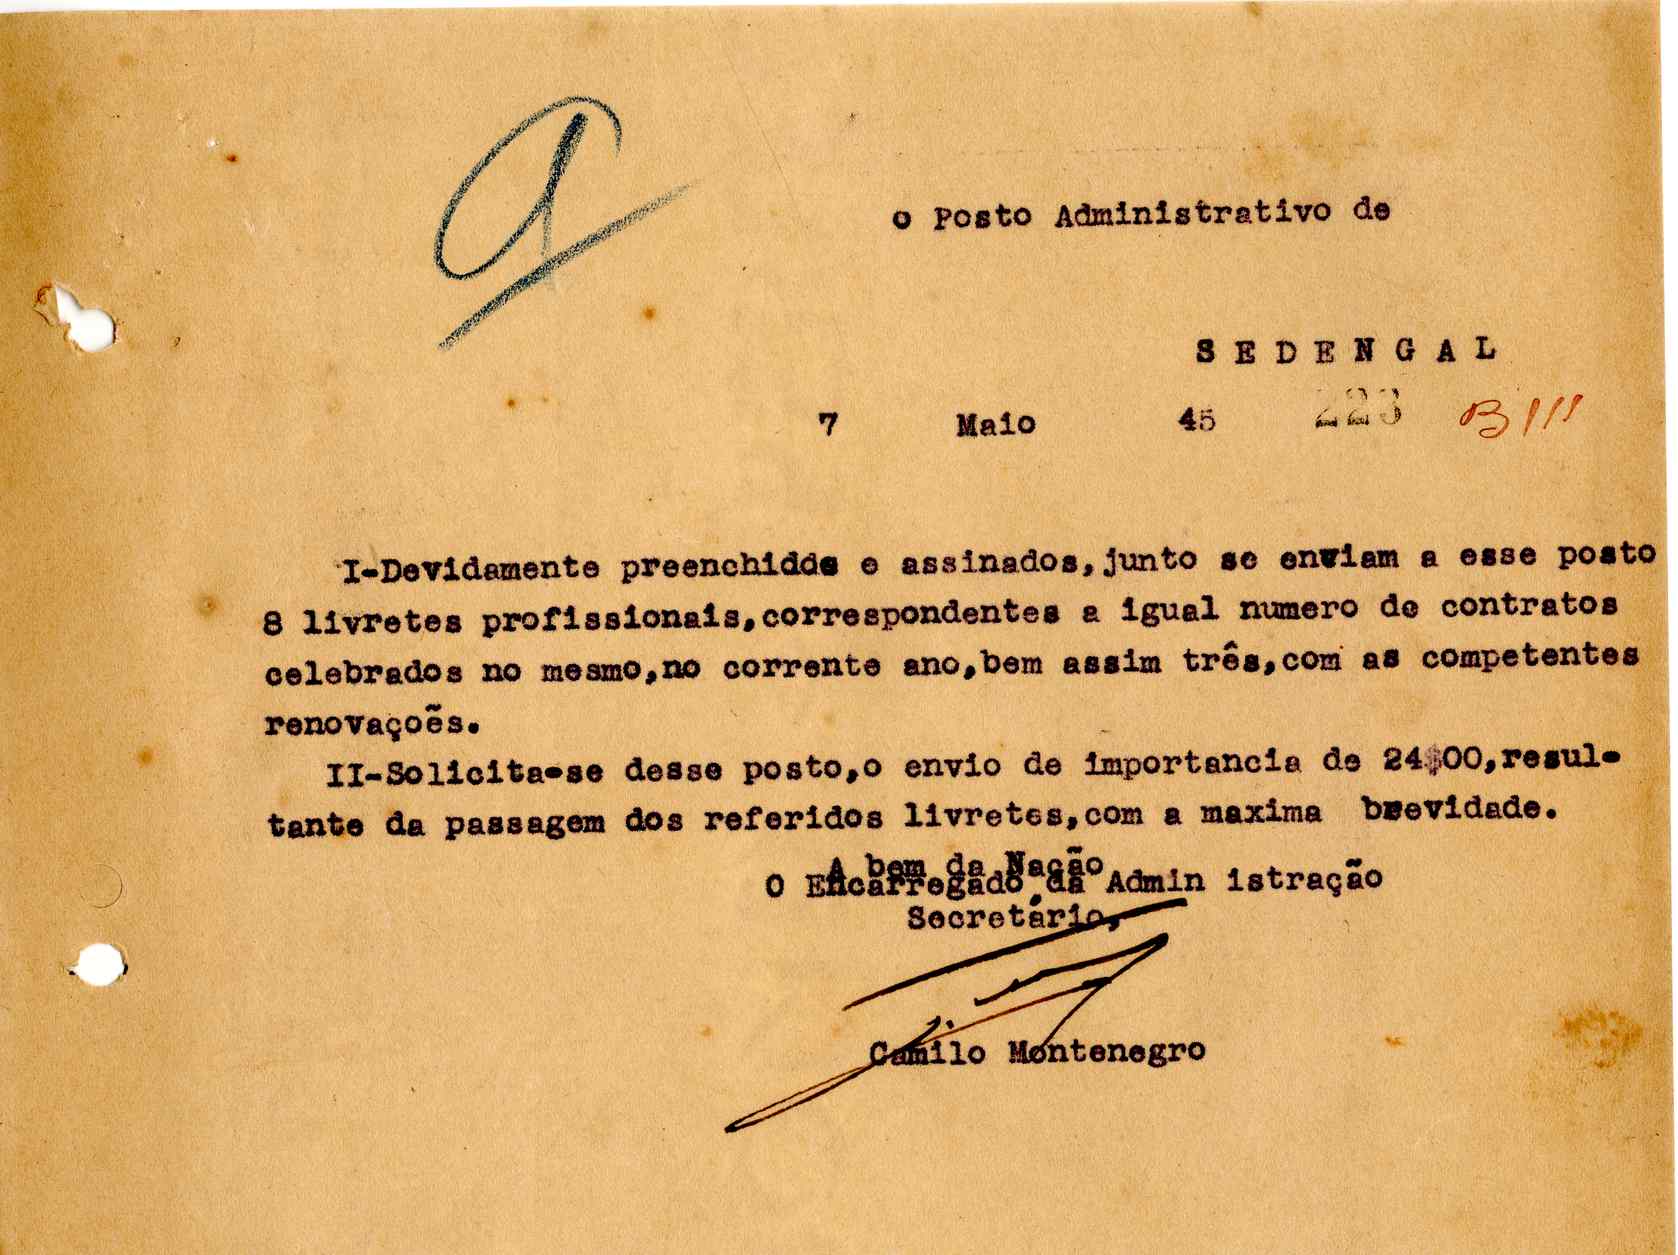 o Posto Administrativo de
S E D E N G A L
7 Maio 45 223 B III
I-Devidamente preenchidds e assinados,junto se enviam a esse posto
8 livretes profissionais,correspondentes a igual numero de contratos
celebrados no mesmo,no corrente ano,bem assim três,com as competentes
renovaçoẽs.
II-Solicita-se desse posto,o envio de importancia de 24$00,resul-
tante da passagem dos referidos livretes,com a maxima brevidade.
A bem da Nação
O Encarregado da Admin istração
Secretário,
Camilo Montenegro